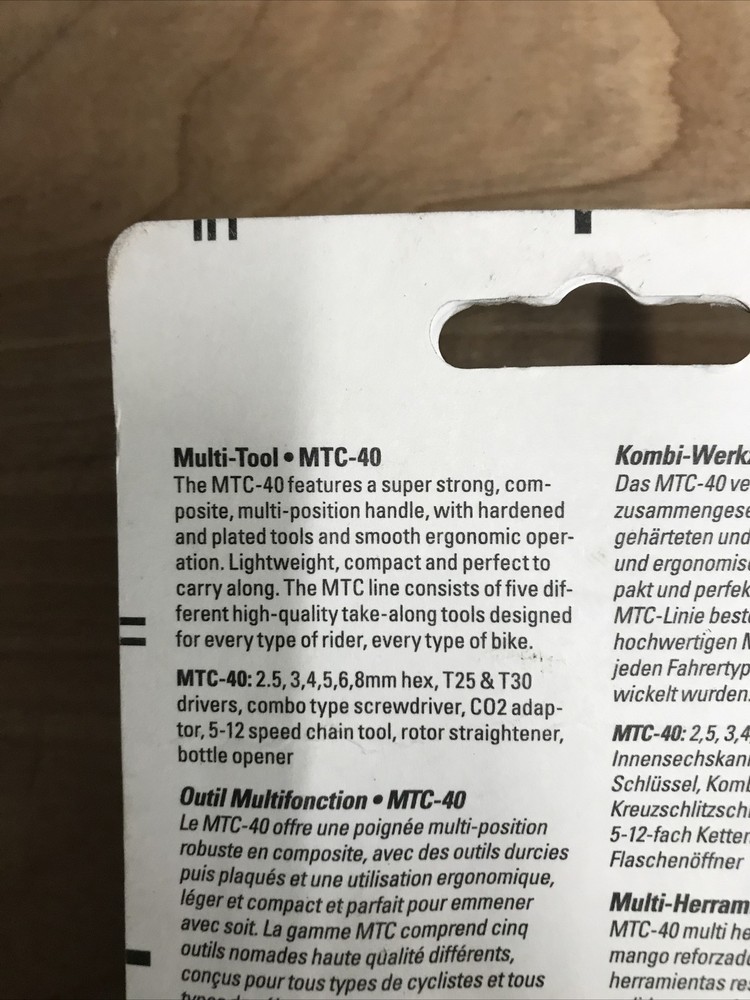 Multi-Tool • MTC-40
The MTC-40 features a super strong, com-
posite, multi-position handle, with hardened
and plated tools and smooth ergonomic oper-
ation. Lightweight, compact and perfect to
carry along. The MTC line consists of five dif-
ferent high-quality take-along tools designed
for every type of rider, every type of bike.
MTC-40: 2.5, 3,4,5,6,8mm hex, T25 & T30
drivers, combo type screwdriver, CO2 adap-
tor, 5-12 speed chain tool, rotor straightener,
bottle opener
Outil Multifonction • MTC-40
Le MTC-40 offre une poignée multi-position
robuste en composite, avec des outils durcies
puis plaqués et une utilisation ergonomique,
léger et compact et parfait pour emmener
avec soit. La gamme MTC comprend cinq
outils nomades haute qualité différents,
conçus pour tous types de cyclistes et tous
Kombi-Werkz
Das MTC-40 ve
zusammengese
gehärteten und
und ergonomisc
pakt und perfek
MTC-Linie beste
hochwertigen M
jeden Fahrertyp
wickelt wurden.
MTC-40: 2,5, 3,4
Innensechskan
Schlüssel, Komb
Kreuzschlitzsch
5-12-fach Ketten
Flaschenöffner
Multi-Herram
MTC-40 multi he
mango reforzado
herramientas res